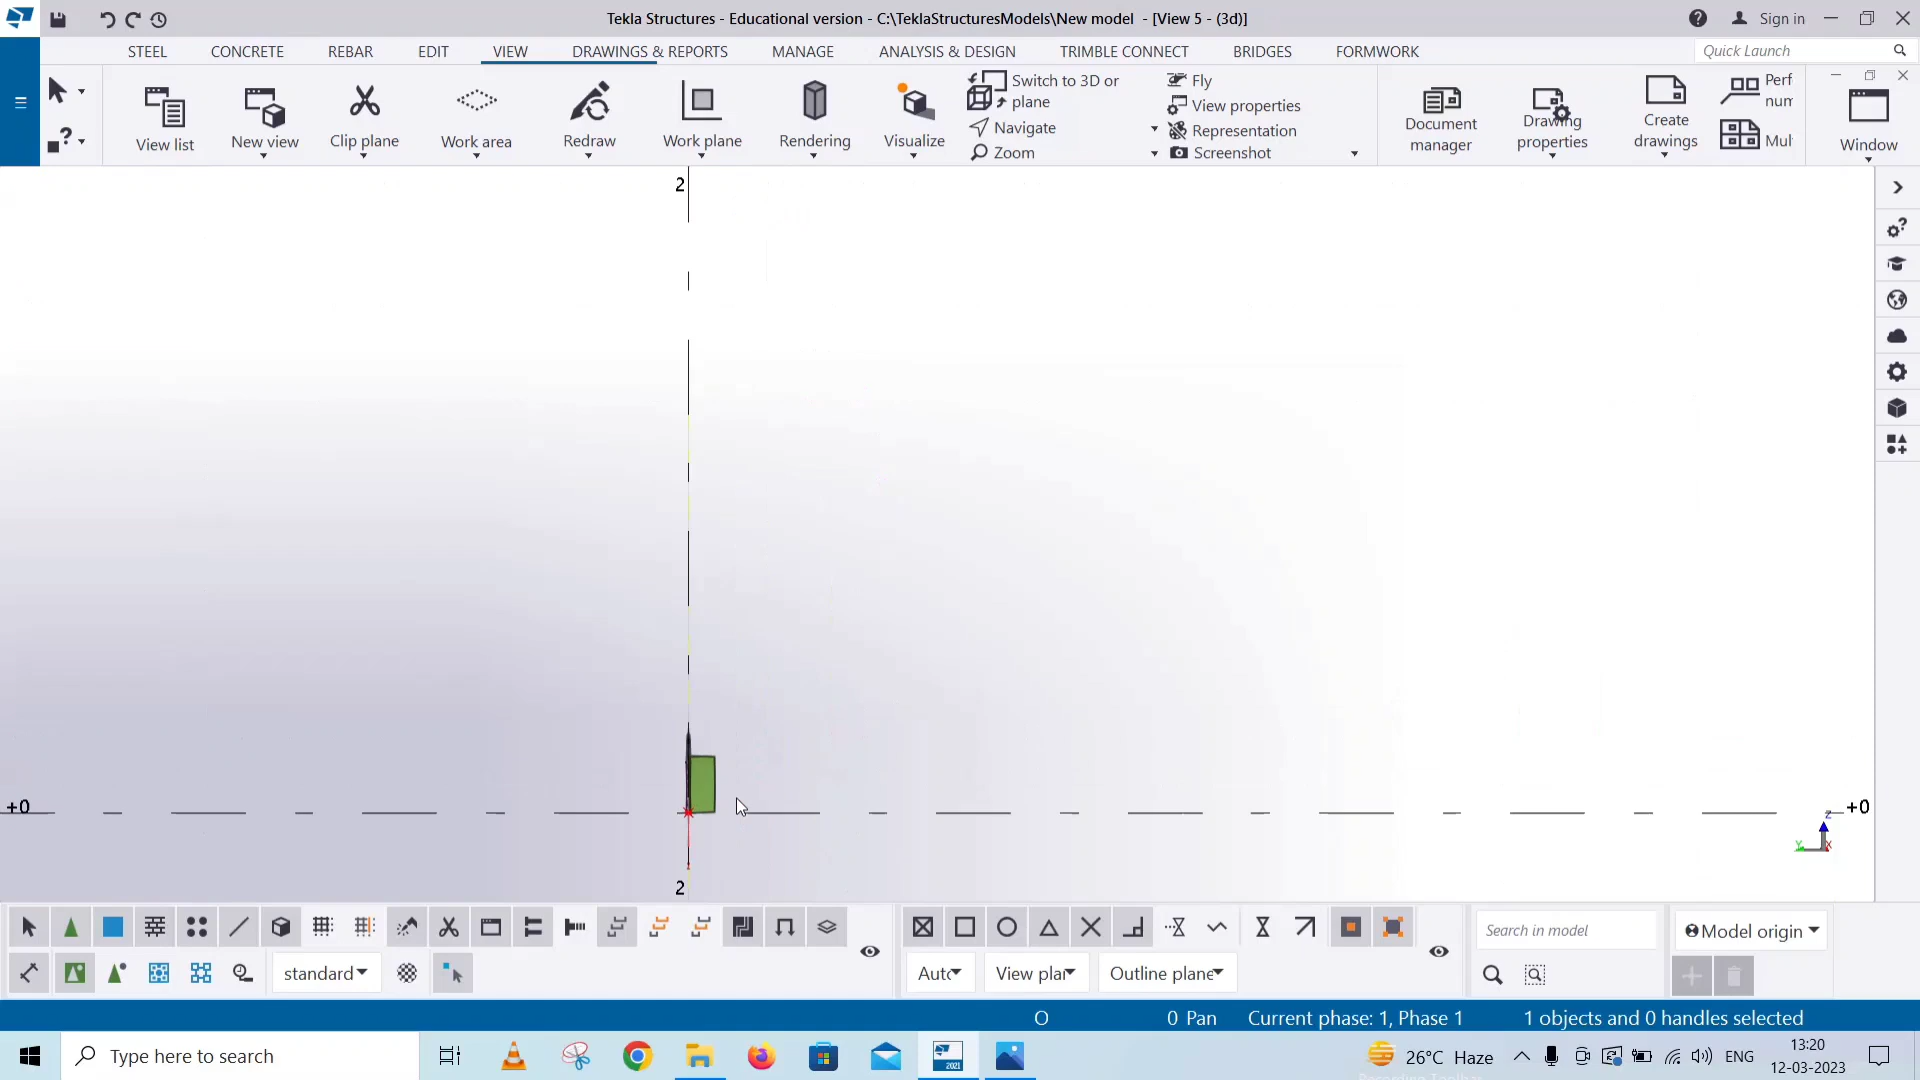 Tekla Structures - Educational version - C:\TeklaStructuresModels\New model - [View 5 - (3d)]
Sign in
STEEL CONCRETE REBAR EDIT VIEW DRAWINGS & REPORTS MANAGE ANALYSIS & DESIGN TRIMBLE CONNECT BRIDGES FORMWORK
Quick Launch
View list
New view
Clip plane
Work area
Redraw
Work plane
Rendering
Visualize
Switch to 3D or
plane
Navigate
Zoom
Fly
View properties
Representation
Screenshot
Document
manager
Drawing
properties
Create
drawings
Perf
num
Mul
Window
2
+0
+0
2
Z
Y
X
standard
Auto
View plan
Outline plane
Search in model
Model origin
O
0 Pan
Current phase: 1, Phase 1
1 objects and 0 handles selected
Type here to search
2021
26°C Haze
ENG
13:20
12-03-2023